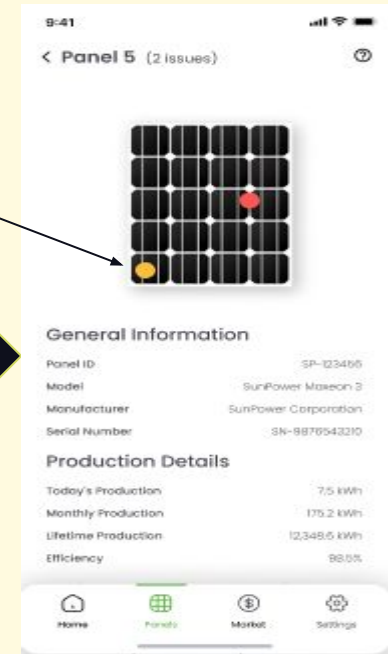 9:41
Panel 5 (2 issues)
General Information
Panel ID SP-123456
Model SunPower Maxeon 3
Manufacturer SunPower Corporation
Serial Number SN-9876543210
Production Details
Today's Production 7.5 kWh
Monthly Production 175.2 kWh
Lifetime Production 12,348.6 kWh
Efficiency 98.5%
Home Panels Market Settings